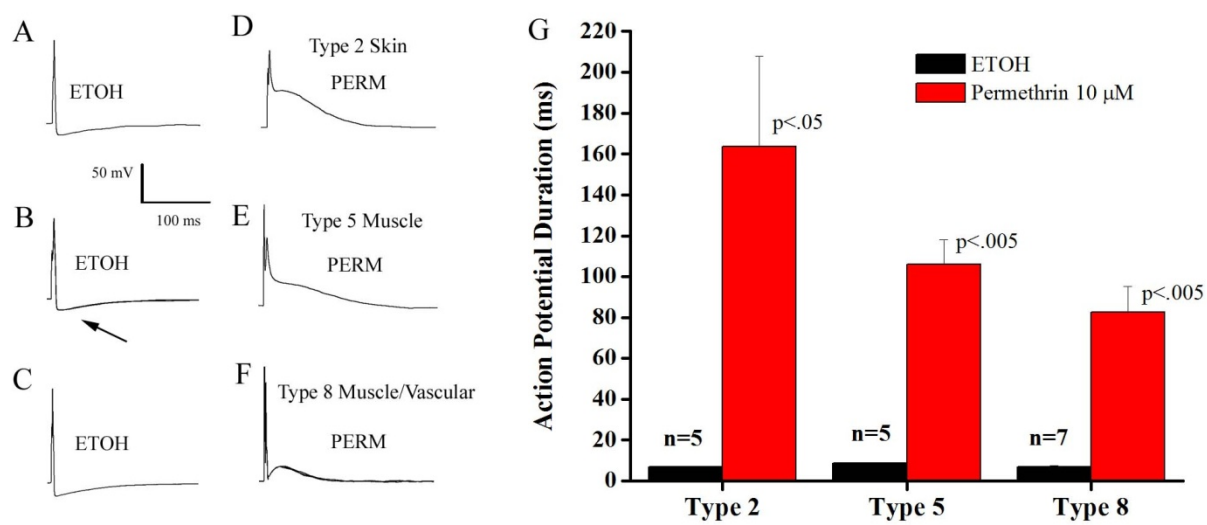 A
ETOH
50 mV
100 ms
B
ETOH
C
ETOH
D
Type 2 Skin
PERM
E
Type 5 Muscle
PERM
F
Type 8 Muscle/Vascular
PERM
G
Action Potential Duration (ms)
220
200
180
160
140
120
100
80
60
40
20
0
ETOH
Permethrin 10 μM
p<.05
p<.005
p<.005
n=5
n=5
n=7
Type 2
Type 5
Type 8